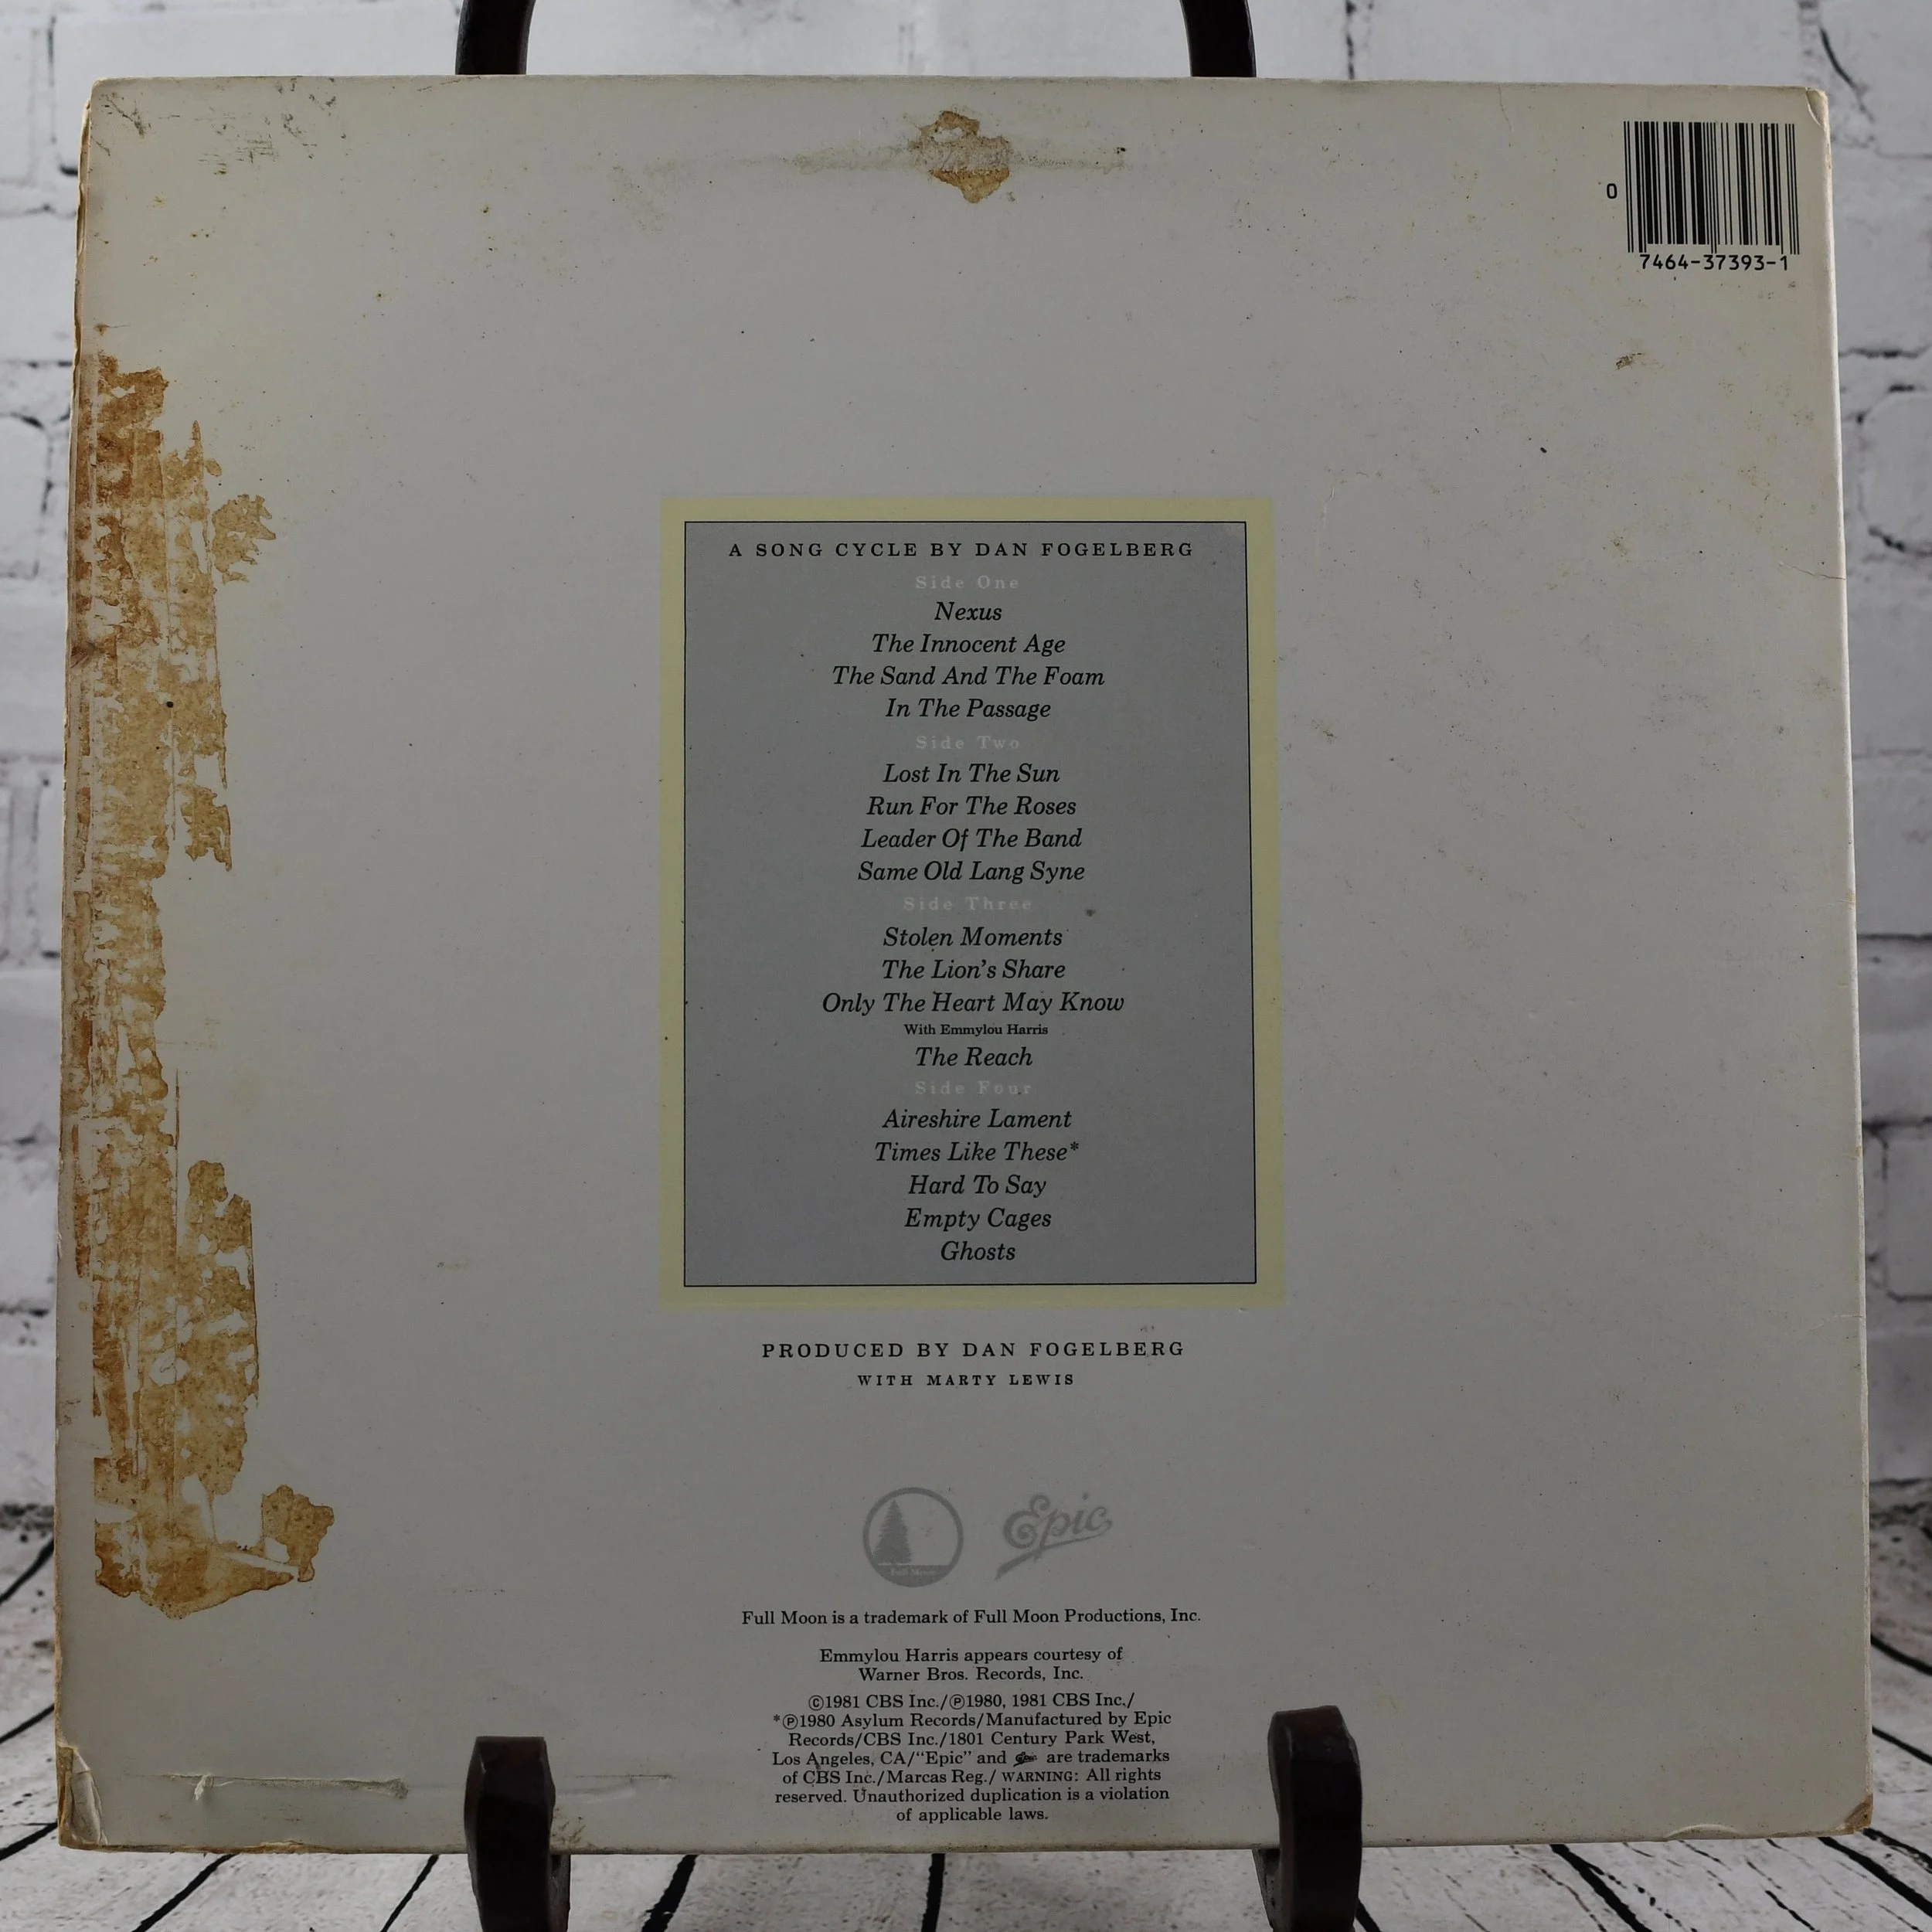 0
7464-37393-1
A SONG CYCLE BY DAN FOGELBERG
Side One
Nexus
The Innocent Age
The Sand And The Foam
In The Passage
Side Two
Lost In The Sun
Run For The Roses
Leader Of The Band
Same Old Lang Syne
Side Three
Stolen Moments
The Lion's Share
Only The Heart May Know
With Emmylou Harris
The Reach
Side Four
Aireshire Lament
Times Like These*
Hard To Say
Empty Cages
Ghosts
PRODUCED BY DAN FOGELBERG
WITH MARTY LEWIS
Full Moon
Epic
Full Moon is a trademark of Full Moon Productions, Inc.
Emmylou Harris appears courtesy of
Warner Bros. Records, Inc.
©1981 CBS Inc./℗1980, 1981 CBS Inc./
*℗1980 Asylum Records/Manufactured by Epic
Records/CBS Inc./1801 Century Park West,
Los Angeles, CA/"Epic" and Epic are trademarks
of CBS Inc./Marcas Reg./ WARNING: All rights
reserved. Unauthorized duplication is a violation
of applicable laws.